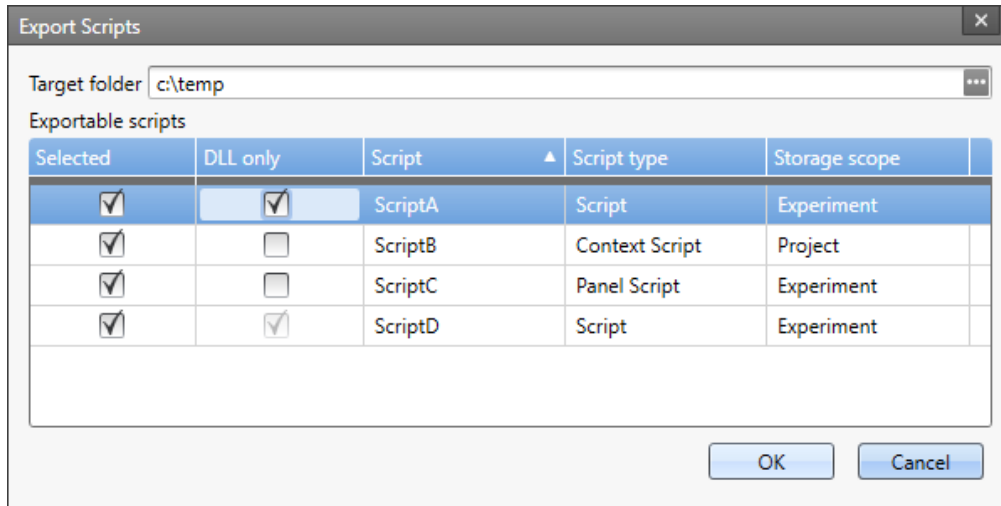 Export Scripts
Target folder c:\temp
Exportable scripts
Selected DLL only Script Script type Storage scope
ScriptA Script Experiment
ScriptB Context Script Project
ScriptC Panel Script Experiment
ScriptD Script Experiment
OK Cancel